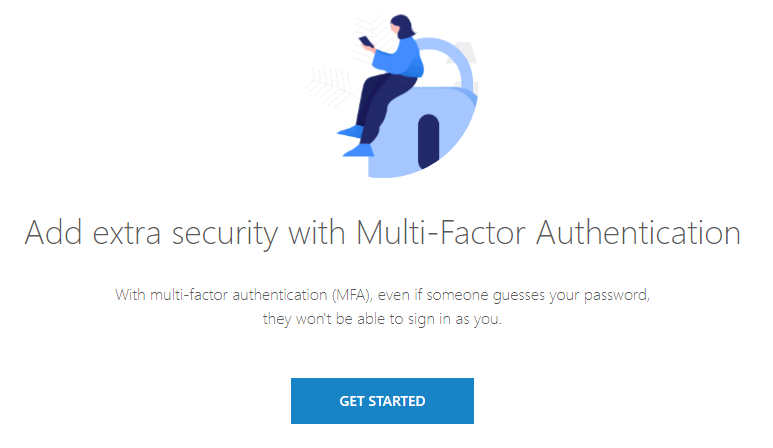 Add extra security with Multi-Factor Authentication
With multi-factor authentication (MFA), even if someone guesses your password,
they won't be able to sign in as you.
GET STARTED